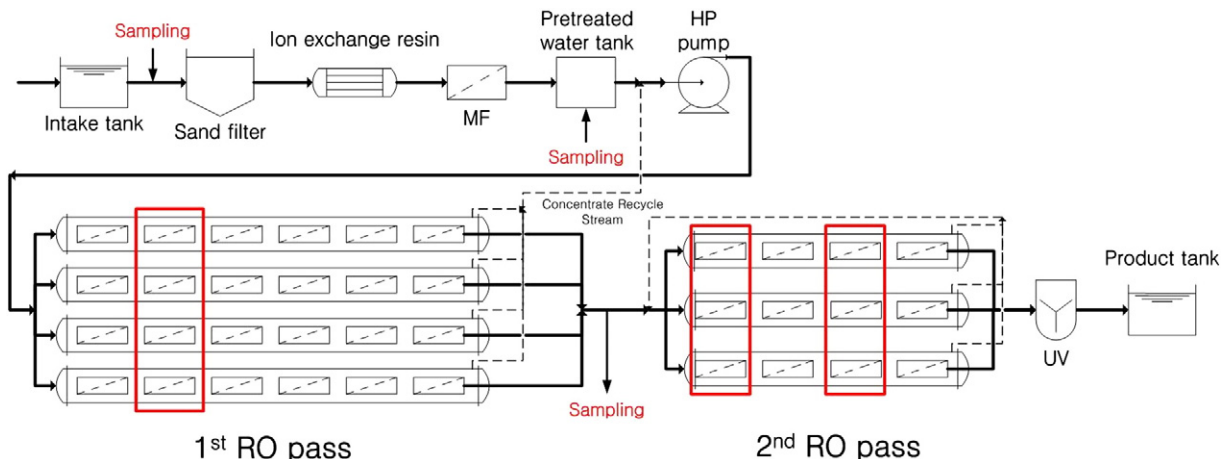 Sampling
Ion exchange resin
Pretreated
water tank
HP
pump
Intake tank
Sand filter
MF
Sampling
Concentrate Recycle
Stream
Product tank
UV
Sampling
1st RO pass
2nd RO pass